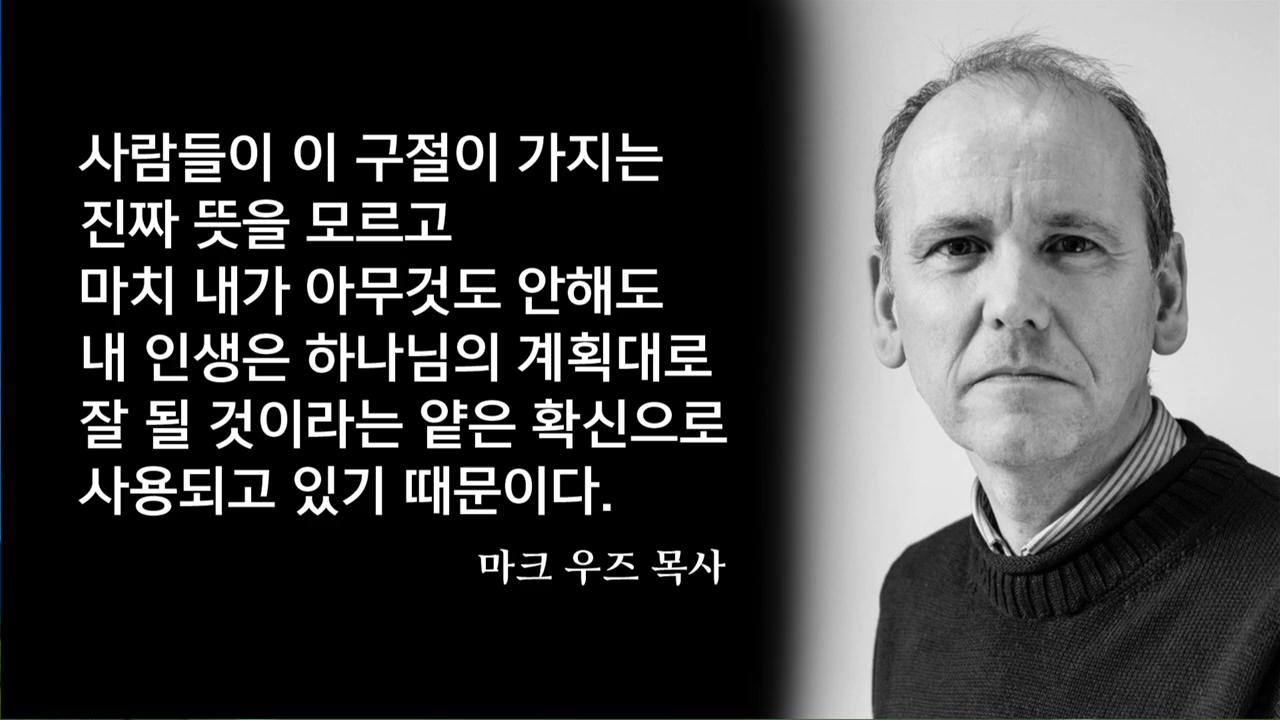 사람들이 이 구절이 가지는
진짜 뜻을 모르고
마치 내가 아무것도 안해도
내 인생은 하나님의 계획대로
잘 될 것이라는 얕은 확신으로
사용되고 있기 때문이다.
마크 우즈 목사